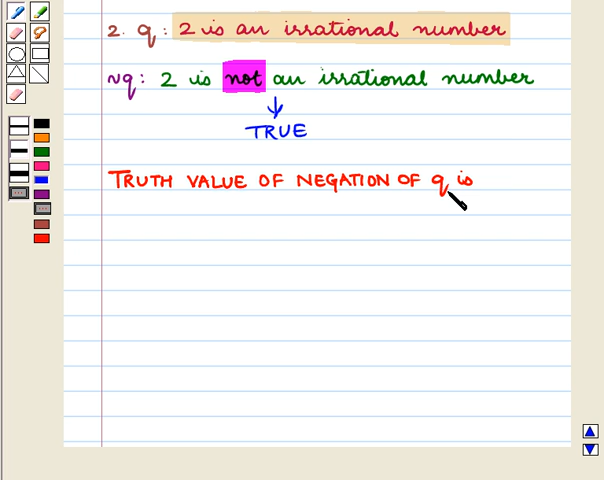 2. q : 2 is an irrational number
~q : 2 is not an irrational number
↓
TRUE
TRUTH VALUE OF NEGATION OF q is